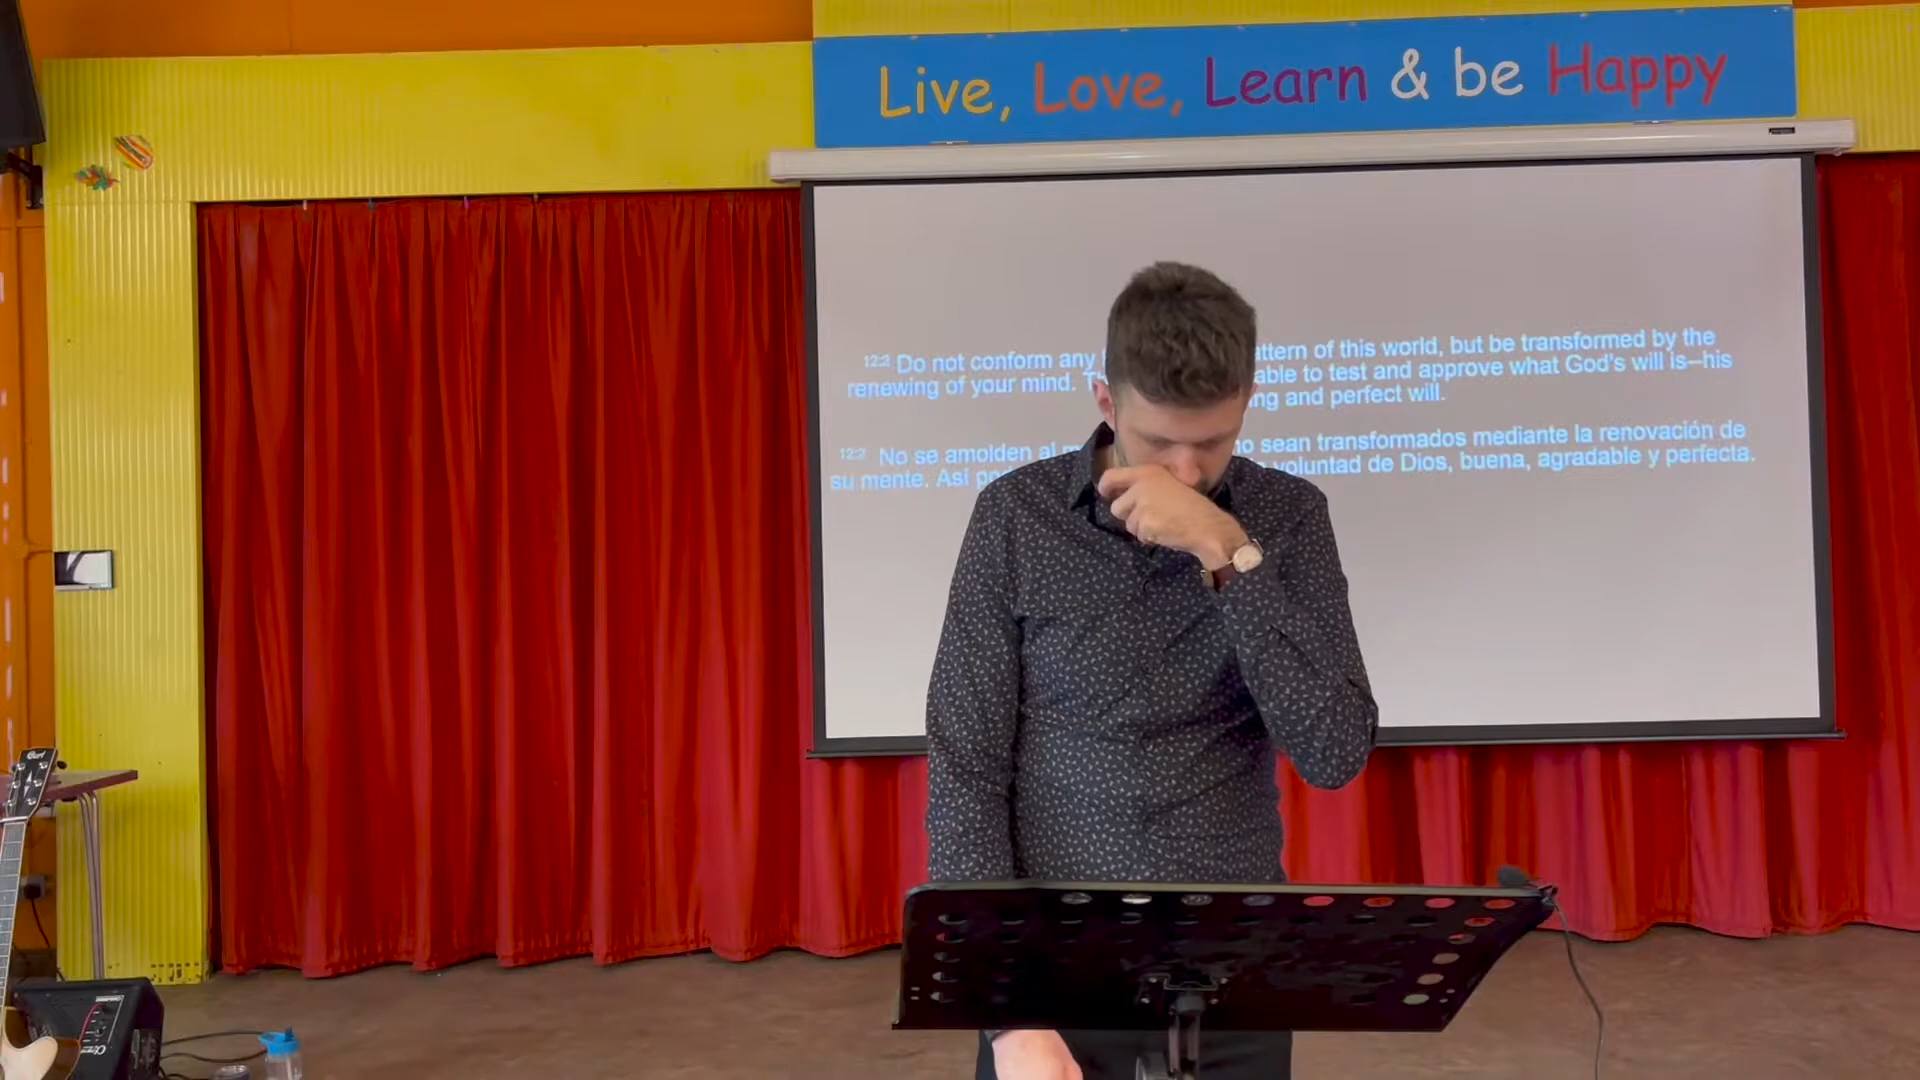 Live, Love, Learn & be Happy
12:2 Do not conform any attern of this world, but be transformed by the
renewing of your mind. able to test and approve what God's will is—his
ing and perfect will.
12:2 No se amolden al sean transformados mediante la renovación de
su mente. Así voluntad de Dios, buena, agradable y perfecta.
Cort